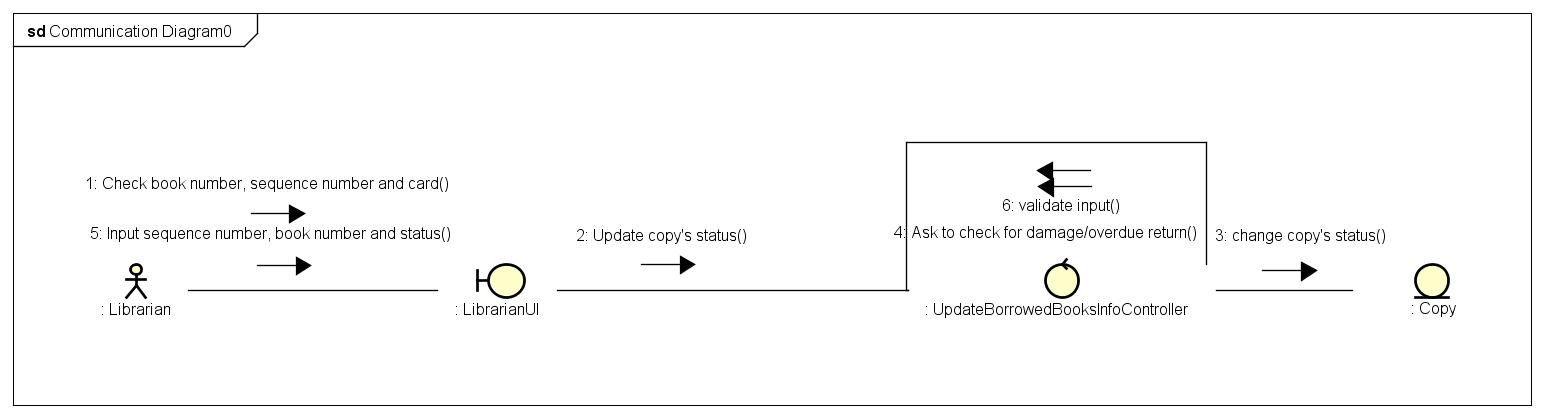 sd Communication Diagram0
1: Check book number, sequence number and card()
5: Input sequence number, book number and status()
2: Update copy's status()
6: validate input()
4: Ask to check for damage/overdue return()
3: change copy's status()
: Librarian
: LibrarianUI
: UpdateBorrowedBooksInfoController
: Copy